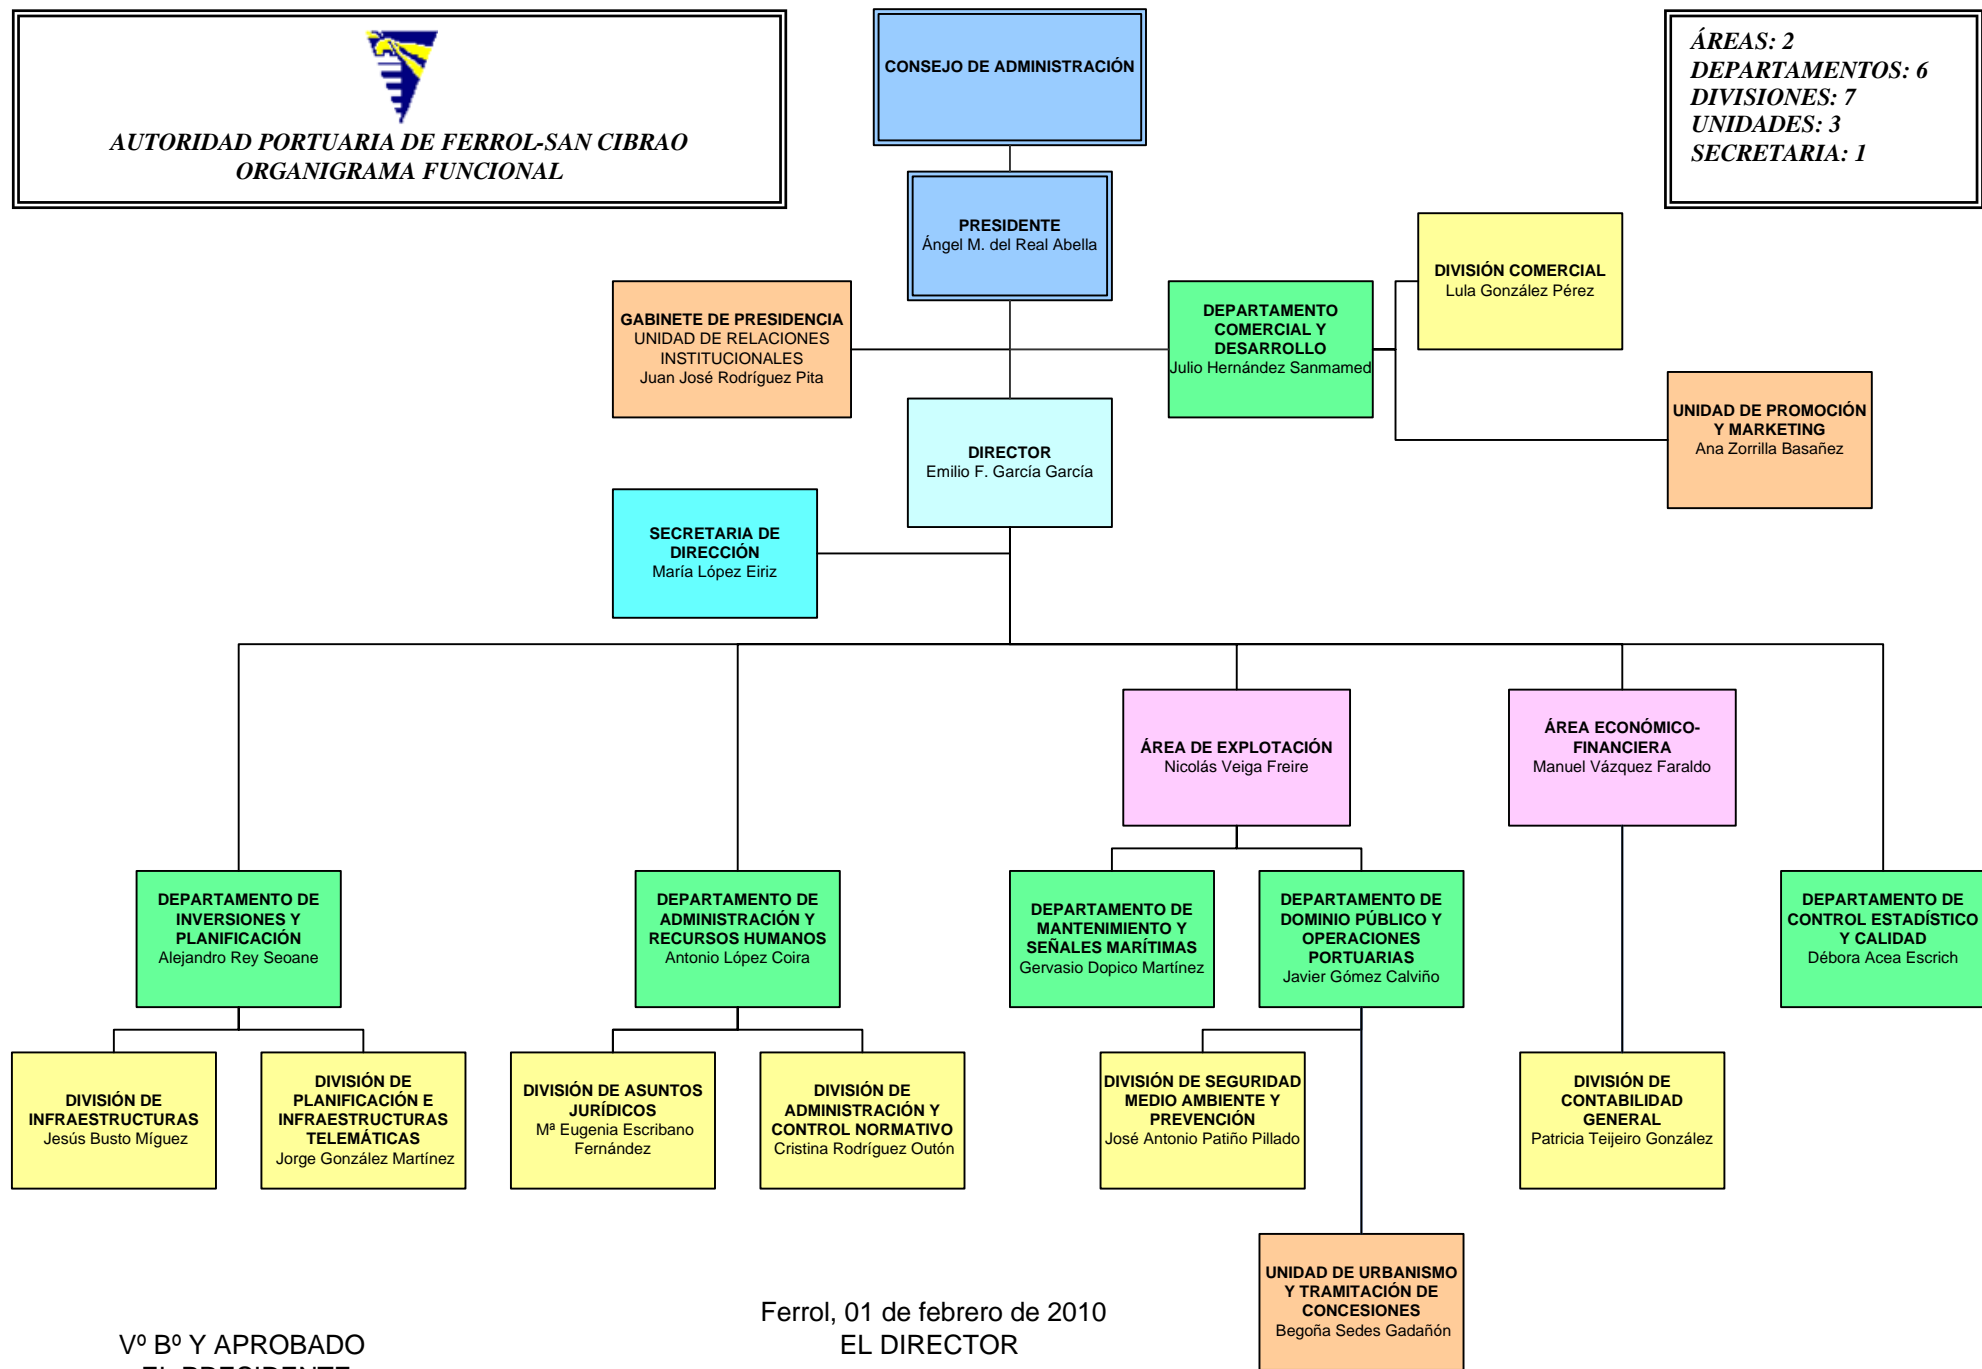 AUTORIDAD PORTUARIA DE FERROL-SAN CIBRAO
ORGANIGRAMA FUNCIONAL
CONSEJO DE ADMINISTRACIÓN
ÁREAS: 2
DEPARTAMENTOS: 6
DIVISIONES: 7
UNIDADES: 3
SECRETARIA: 1
PRESIDENTE
Ángel M. del Real Abella
GABINETE DE PRESIDENCIA
UNIDAD DE RELACIONES
INSTITUCIONALES
Juan José Rodríguez Pita
DEPARTAMENTO
COMERCIAL Y
DESARROLLO
Julio Hernández Sanmamed
DIVISIÓN COMERCIAL
Lula González Pérez
UNIDAD DE PROMOCIÓN
Y MARKETING
Ana Zorrilla Basañez
DIRECTOR
Emilio F. García García
SECRETARIA DE
DIRECCIÓN
María López Eiriz
ÁREA DE EXPLOTACIÓN
Nicolás Veiga Freire
ÁREA ECONÓMICO-
FINANCIERA
Manuel Vázquez Faraldo
DEPARTAMENTO DE
INVERSIONES Y
PLANIFICACIÓN
Alejandro Rey Seoane
DEPARTAMENTO DE
ADMINISTRACIÓN Y
RECURSOS HUMANOS
Antonio López Coira
DEPARTAMENTO DE
MANTENIMIENTO Y
SEÑALES MARÍTIMAS
Gervasio Dopico Martínez
DEPARTAMENTO DE
DOMINIO PÚBLICO Y
OPERACIONES
PORTUARIAS
Javier Gómez Calviño
DEPARTAMENTO DE
CONTROL ESTADÍSTICO
Y CALIDAD
Débora Acea Escrich
DIVISIÓN DE
INFRAESTRUCTURAS
Jesús Busto Míguez
DIVISIÓN DE
PLANIFICACIÓN E
INFRAESTRUCTURAS
TELEMÁTICAS
Jorge González Martínez
DIVISIÓN DE ASUNTOS
JURÍDICOS
Mª Eugenia Escribano
Fernández
DIVISIÓN DE
ADMINISTRACIÓN Y
CONTROL NORMATIVO
Cristina Rodríguez Outón
DIVISIÓN DE SEGURIDAD
MEDIO AMBIENTE Y
PREVENCIÓN
José Antonio Patiño Pillado
DIVISIÓN DE
CONTABILIDAD
GENERAL
Patricia Teijeiro González
UNIDAD DE URBANISMO
Y TRAMITACIÓN DE
CONCESIONES
Begoña Sedes Gadañón
Ferrol, 01 de febrero de 2010
EL DIRECTOR
Vº Bº Y APROBADO
EL PRESIDENTE